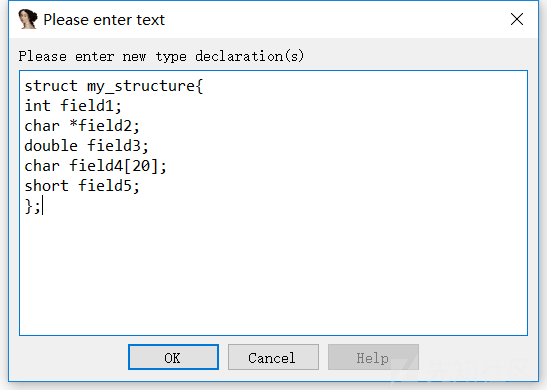 Please enter text
Please enter new type declaration(s)
struct my_structure{
int field1;
char *field2;
double field3;
char field4[20];
short field5;
};
OK
Cancel
Help